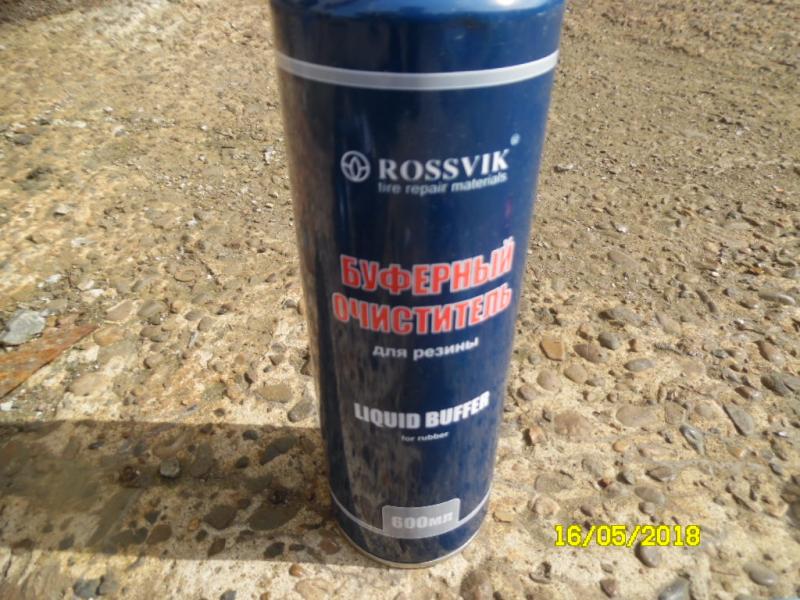 ROSSVIK®
tire repair materials
БУФЕРНЫЙ
ОЧИСТИТЕЛЬ
для резины
LIQUID BUFFER
for rubber
600мл
16/05/2018